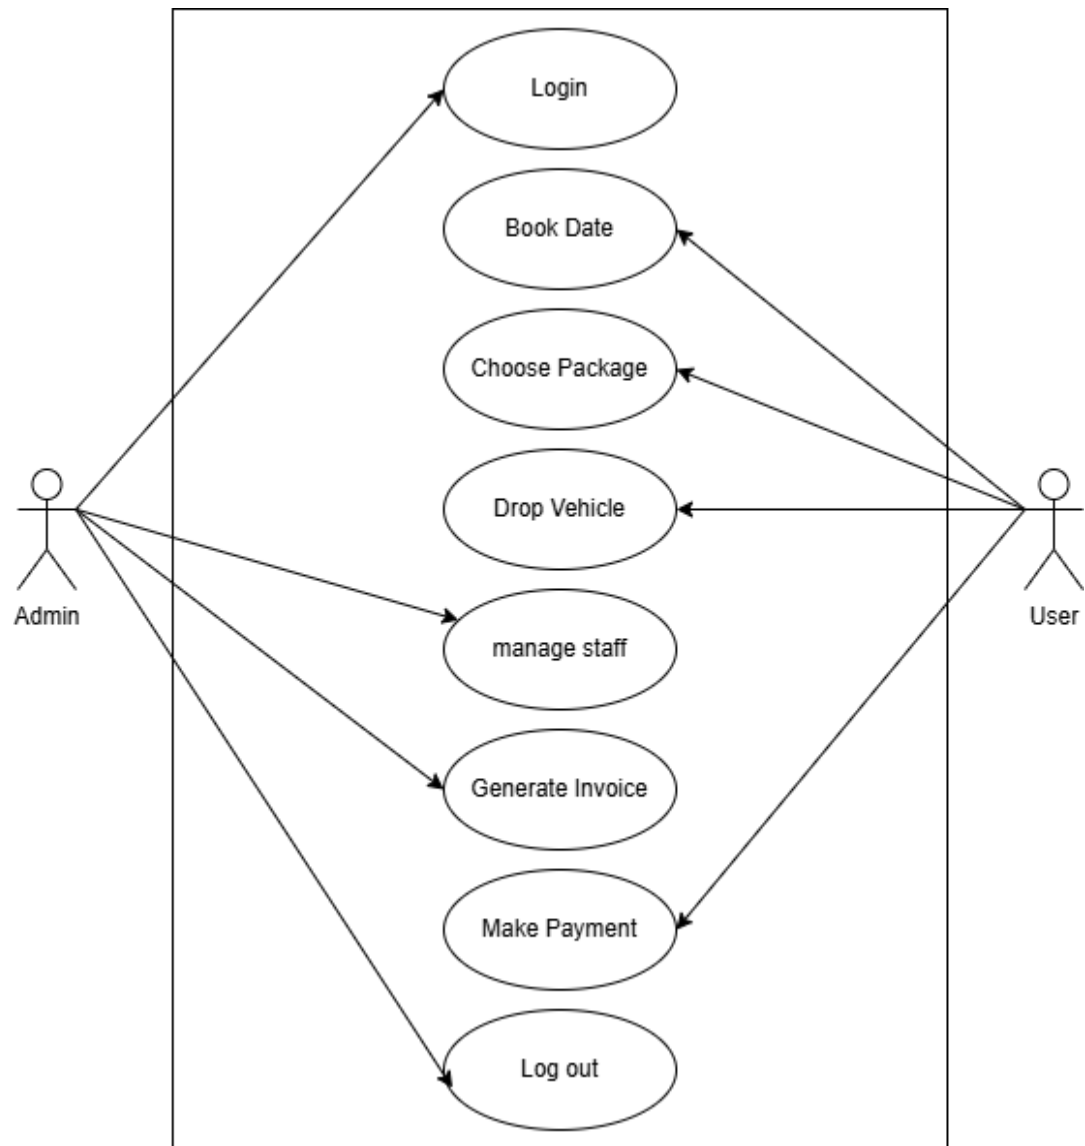 Login
Book Date
Choose Package
Drop Vehicle
Admin
User
manage staff
Generate Invoice
Make Payment
Log out